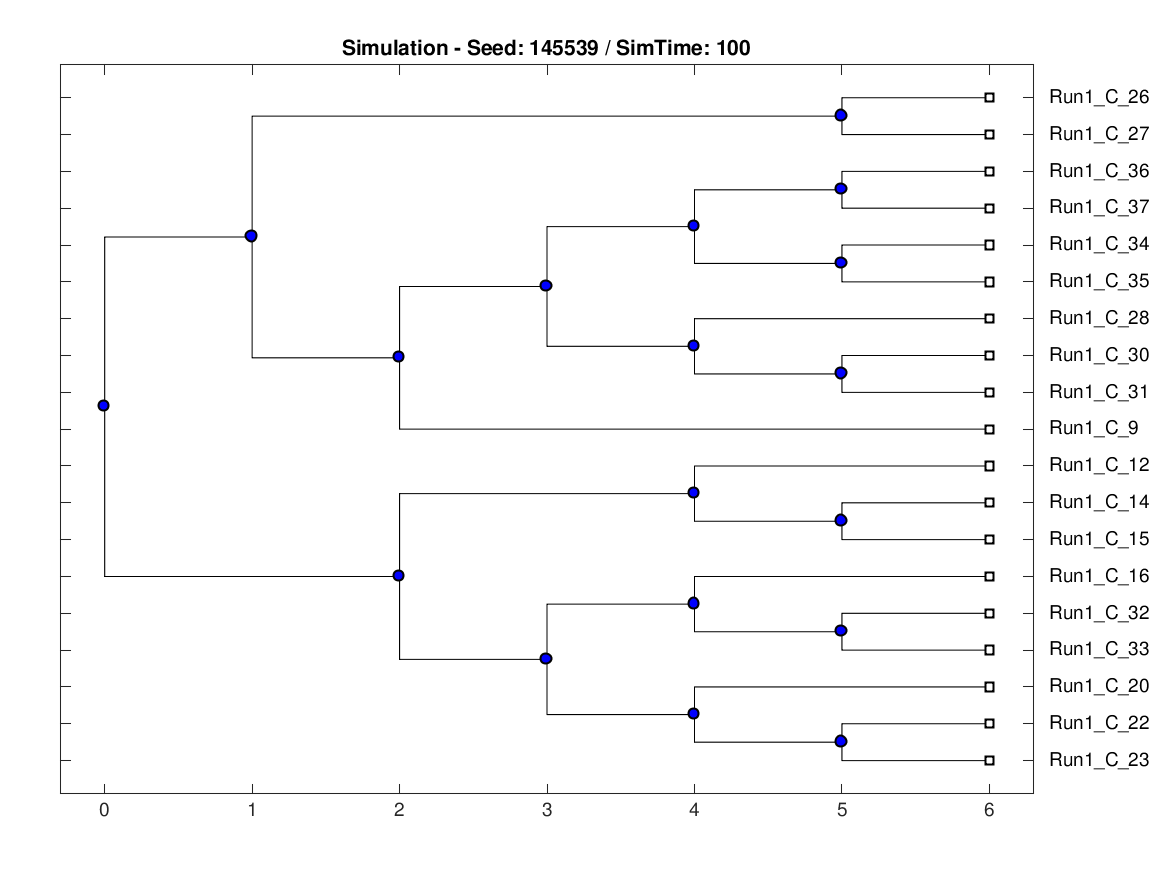 Simulation - Seed: 145539 / SimTime: 100
Run1_C_26
Run1_C_27
Run1_C_36
Run1_C_37
Run1_C_34
Run1_C_35
Run1_C_28
Run1_C_30
Run1_C_31
Run1_C_9
Run1_C_12
Run1_C_14
Run1_C_15
Run1_C_16
Run1_C_32
Run1_C_33
Run1_C_20
Run1_C_22
Run1_C_23
0 1 2 3 4 5 6